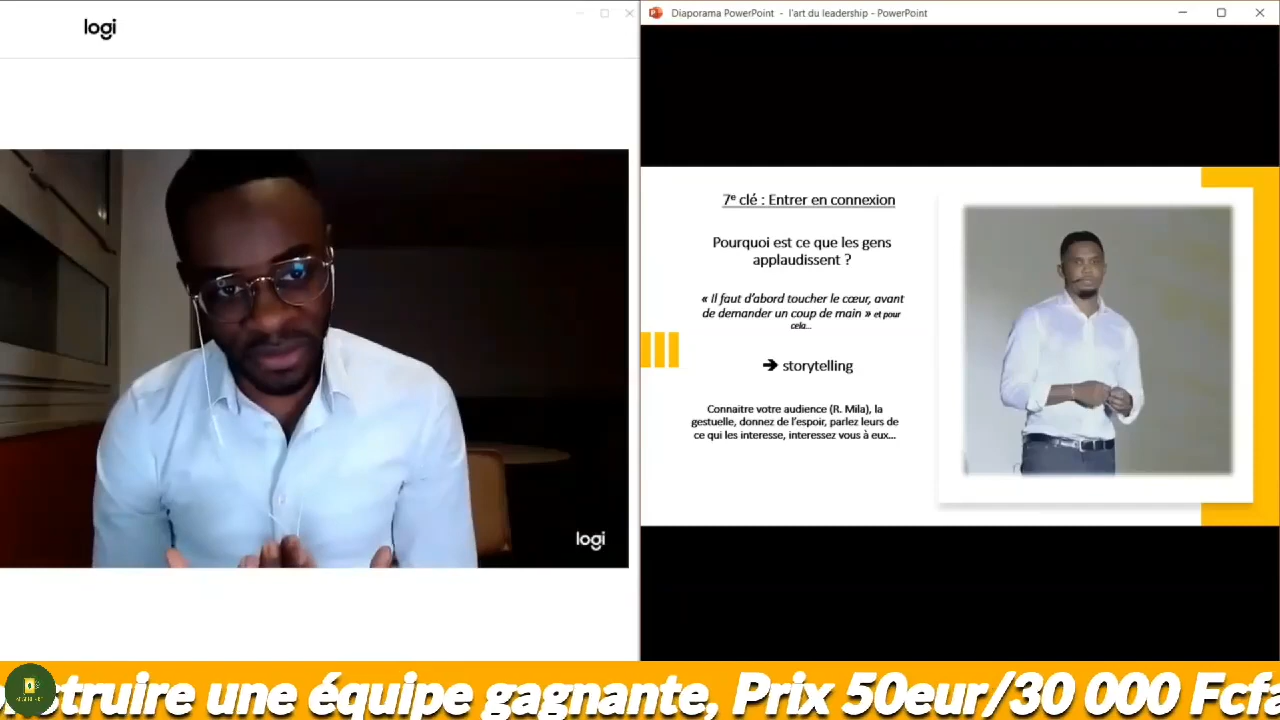 logi
Diaporama PowerPoint - l'art du leadership - PowerPoint
7e clé : Entrer en connexion
Pourquoi est ce que les gens
applaudissent ?
« Il faut d'abord toucher le cœur, avant
de demander un coup de main » et pour
cela...
➔ storytelling
Connaitre votre audience (R. Mila), la
gestuelle, donnez de l'espoir, parlez leurs de
ce qui les interesse, interessez vous à eux...
logi
struire une équipe gagnante, Prix 50eur/30 000 Fcfa